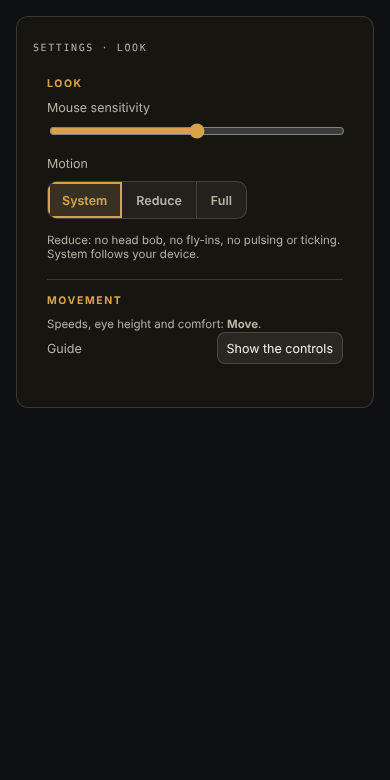 SETTINGS · LOOK
LOOK
Mouse sensitivity
Motion
System Reduce Full
Reduce: no head bob, no fly-ins, no pulsing or ticking.
System follows your device.
MOVEMENT
Speeds, eye height and comfort: Move.
Guide Show the controls